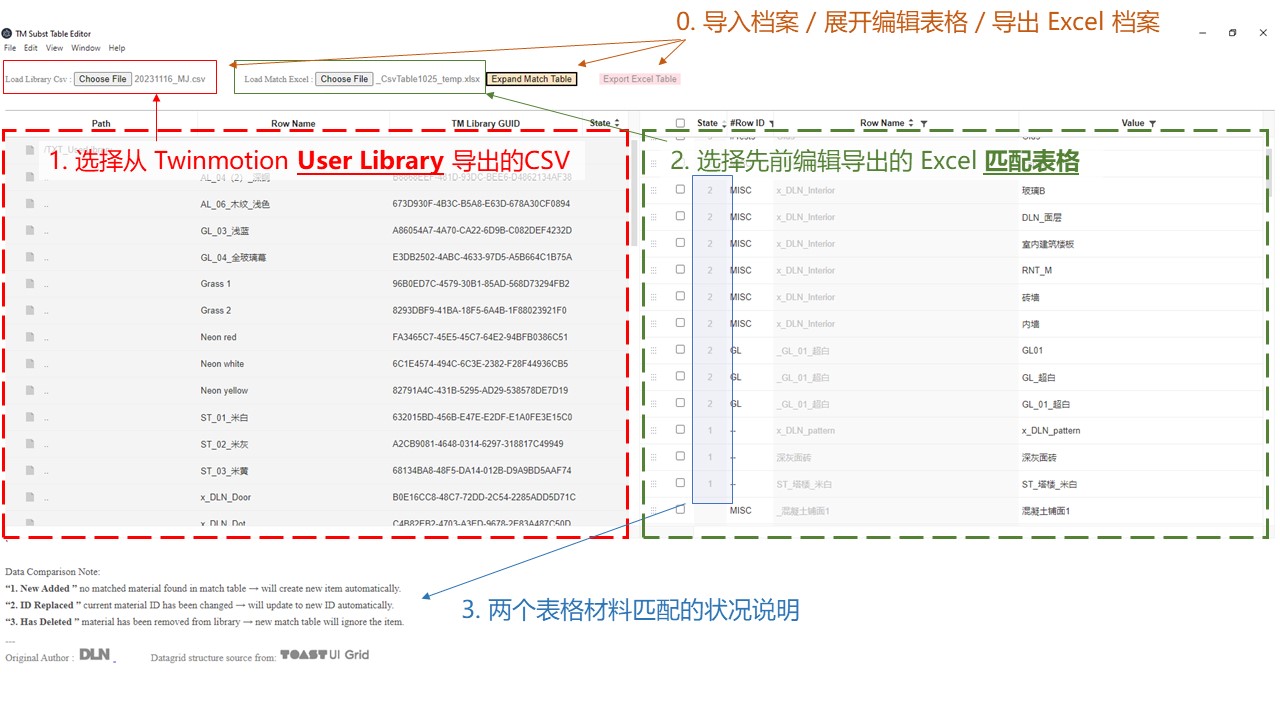 0. 导入档案 / 展开编辑表格 / 导出 Excel 档案
TM Subst Table Editor
File Edit View Window Help
Load Library Csv : Choose File 20231116_MJ.csv
Load Match Excel : Choose File _CsvTable1025_temp.xlsx Expand Match Table Export Excel Table
Path Row Name TM Library GUID State
1. 选择从 Twinmotion User Library 导出的CSV
.. AL_06_木纹_浅色 673D930F-4B3C-B5A8-E63D-678A30CF0894
.. GL_03_浅蓝 A86054A7-4A70-CA22-6D9B-C082DEF4232D
.. GL_04_全玻璃幕 E3DB2502-4ABC-4633-97D5-A5B664C1B75A
.. Grass 1 96B0ED7C-4579-30B1-85AD-568D73294FB2
.. Grass 2 8293DBF9-41BA-18F5-6A4B-1F88023921F0
.. Neon red FA3465C7-45E5-45C7-64E2-94BFB0386C51
.. Neon white 6C1E4574-494C-6C3E-2382-F28F44936CB5
.. Neon yellow 82791A4C-431B-5295-AD29-538578DE7D19
.. ST_01_米白 632015BD-456B-E47E-E2DF-E1A0FE3E15C0
.. ST_02_米灰 A2CB9081-4648-0314-6297-318817C49949
.. ST_03_米黄 68134BA8-48F5-DA14-012B-D9A9BD5AAF74
.. x_DLN_Door B0E16CC8-48C7-72DD-2C54-2285ADD5D71C
.. x_DLN_Dot C4B82EB2-4703-A3ED-9678-2E83A487C50D
State #Row ID Row Name Value
2. 选择先前编辑导出的 Excel 匹配表格
2 MISC x_DLN_Interior 玻璃B
2 MISC x_DLN_Interior DLN_面层
2 MISC x_DLN_Interior 室内建筑楼板
2 MISC x_DLN_Interior RNT_M
2 MISC x_DLN_Interior 砖墙
2 MISC x_DLN_Interior 内墙
2 GL _GL_01_超白 GL01
2 GL _GL_01_超白 GL_超白
2 GL _GL_01_超白 GL_01_超白
1 -- x_DLN_pattern x_DLN_pattern
1 -- 深灰面砖 深灰面砖
1 -- ST_塔楼_米白 ST_塔楼_米白
MISC _混凝土铺面1 混凝土铺面1
Data Comparison Note:
“1. New Added ” no matched material found in match table → will create new item automatically.
“2. ID Replaced ” current material ID has been changed → will update to new ID automatically.
“3. Has Deleted ” material has been removed from library → new match table will ignore the item.
3. 两个表格材料匹配的状况说明
---
Original Author : DLN _ Datagrid structure source from: TOAST UI Grid